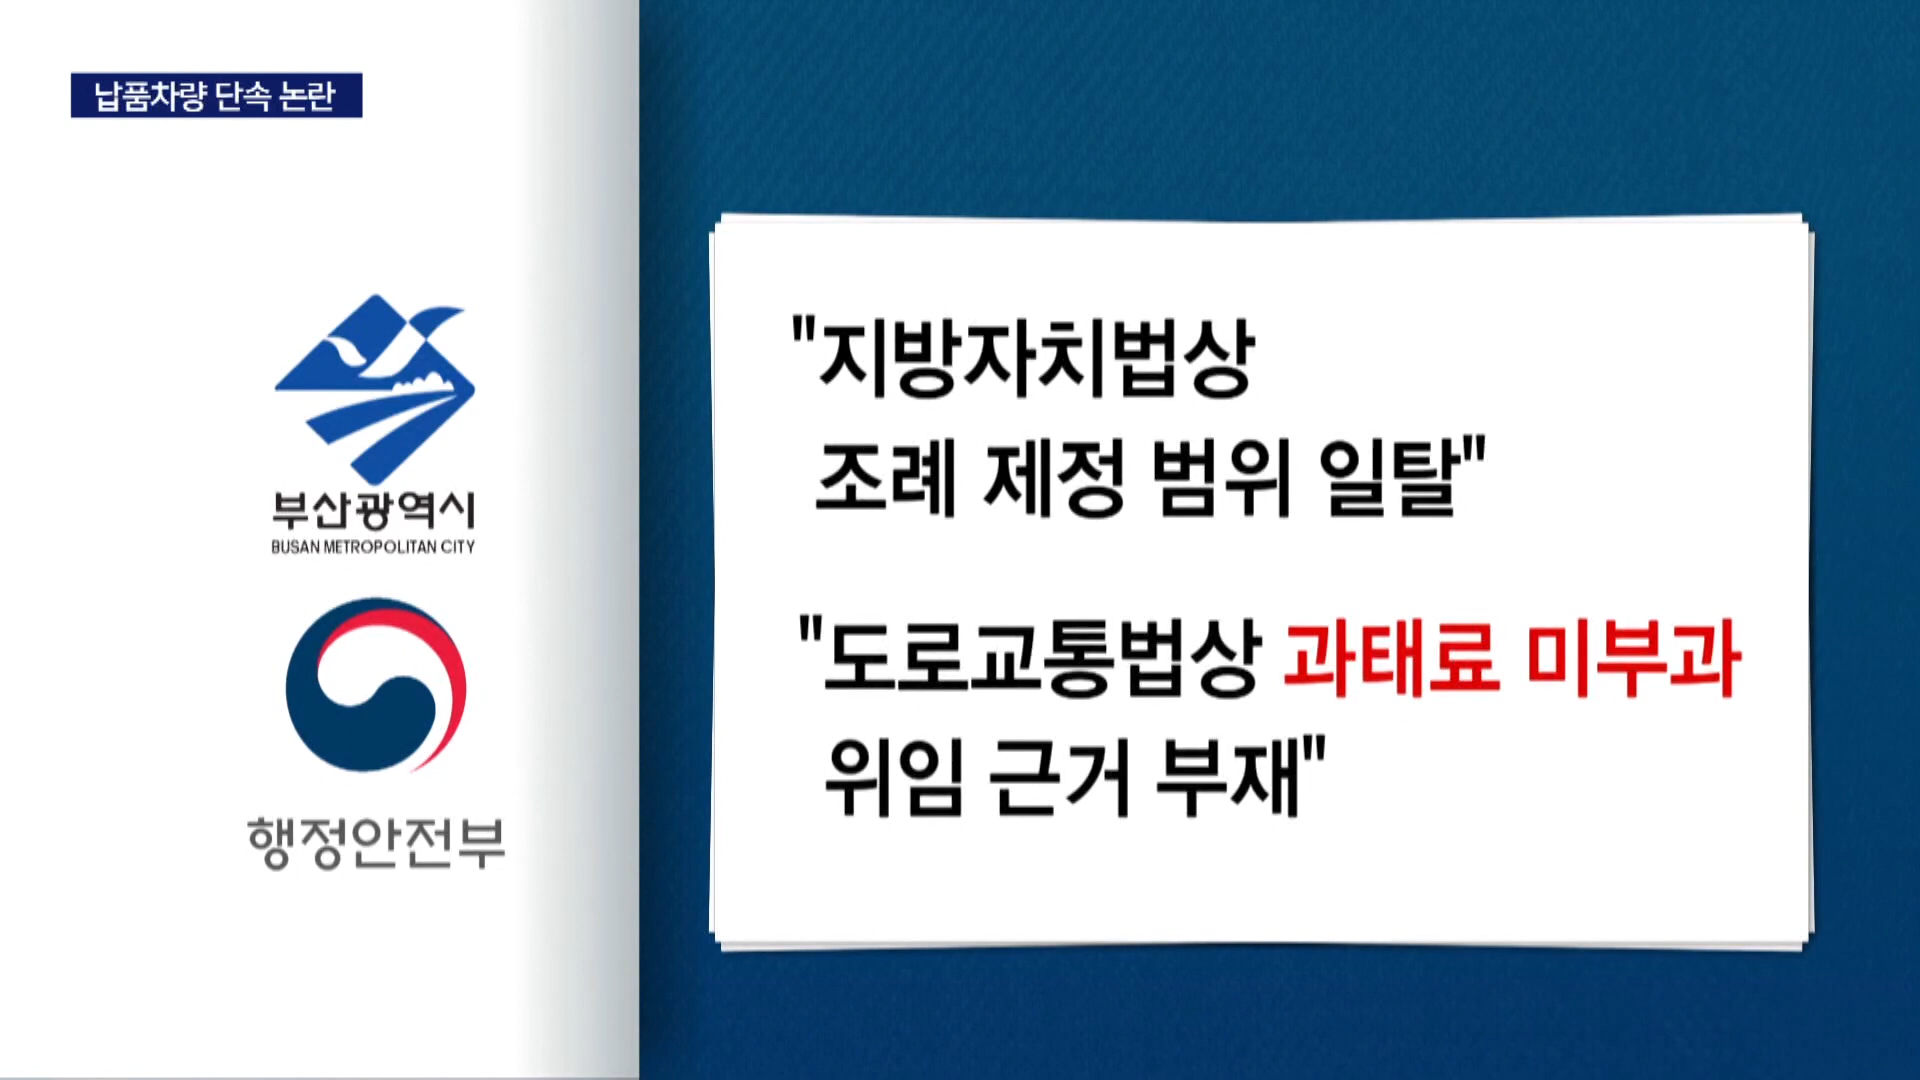 납품차량 단속 논란
부산광역시
BUSAN METROPOLITAN CITY
행정안전부
"지방자치법상
조례 제정 범위 일탈"
"도로교통법상 과태료 미부과
위임 근거 부재"